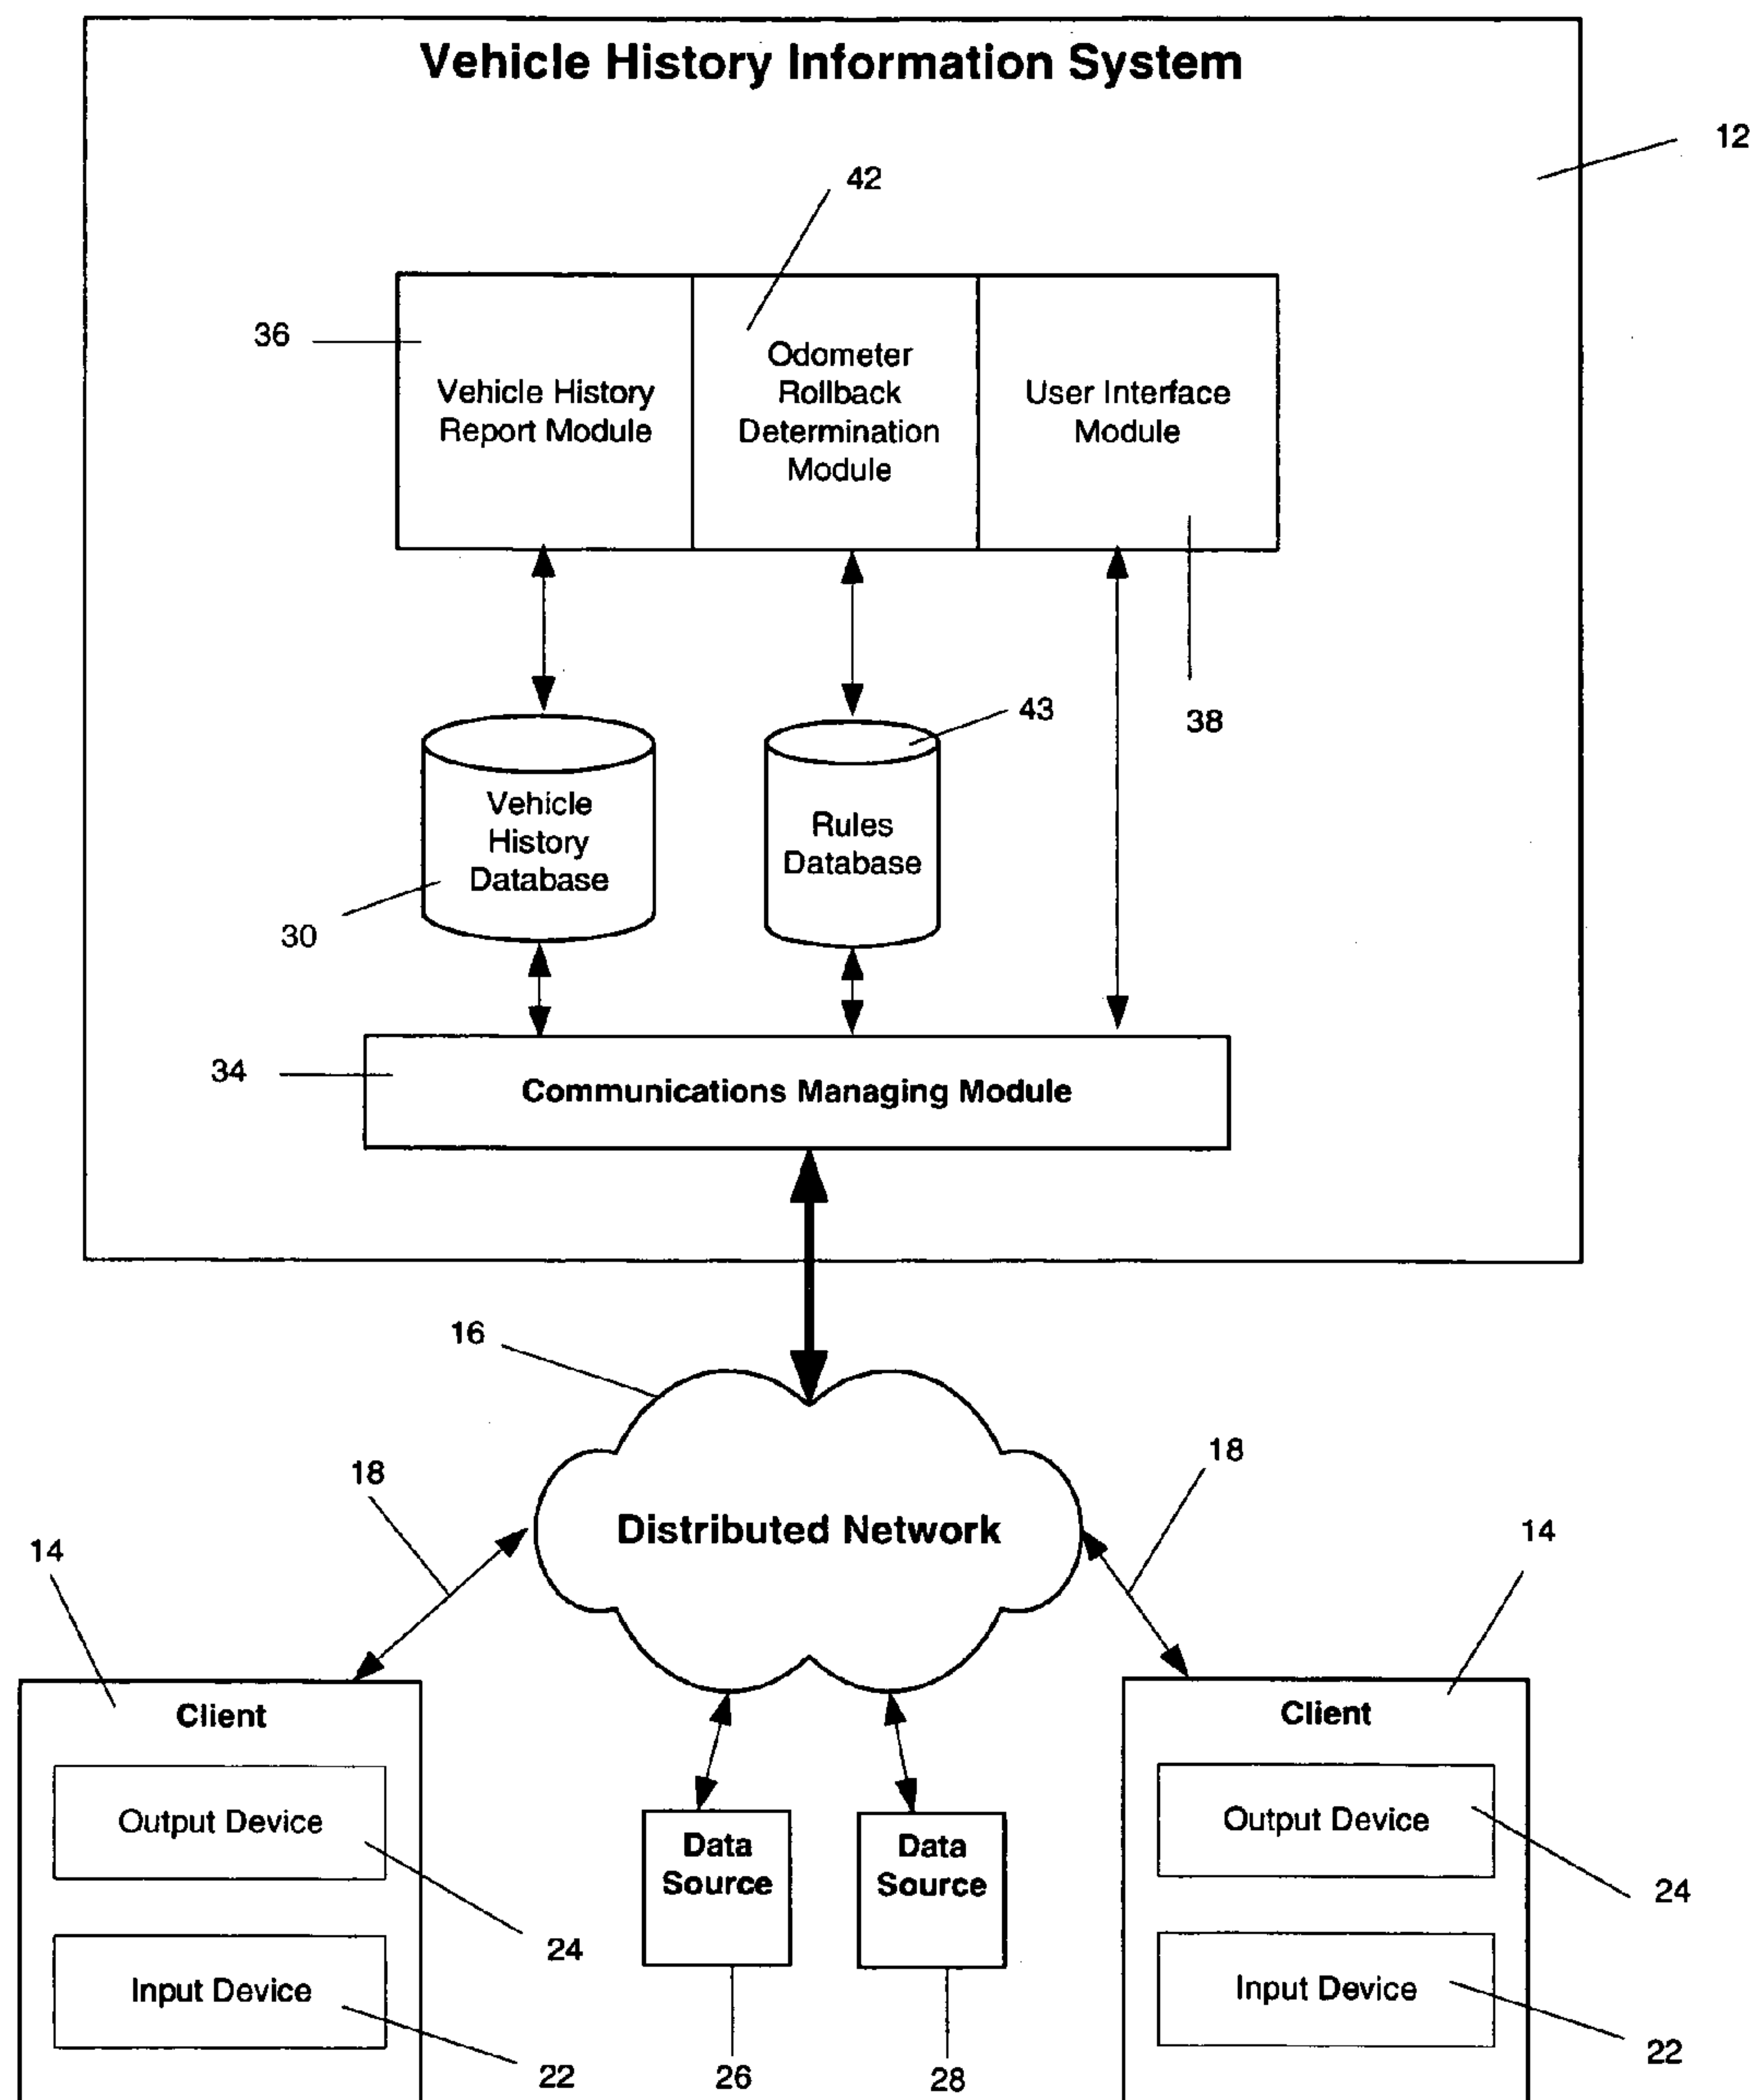 Vehicle History Information System
12
42
36
Vehicle History
Report Module
Odometer
Rollback
Determination
Module
User Interface
Module
38
43
Vehicle
History
Database
30
Rules
Database
34
Communications Managing Module
16
18
18
Distributed Network
14
14
Client
Output Device
24
Input Device
22
Data
Source
26
Data
Source
28
Client
Output Device
24
Input Device
22